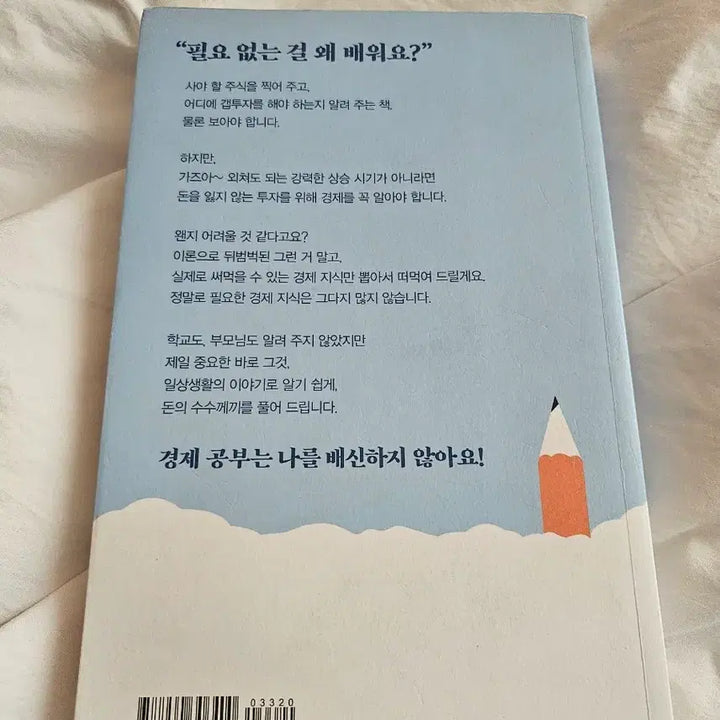 “필요 없는 걸 왜 배워요?”
사야 할 주식을 찍어 주고,
어디에 갭투자를 해야 하는지 알려 주는 책.
물론 보아야 합니다.
하지만,
가즈아~ 외쳐도 되는 강력한 상승 시기가 아니라면
돈을 잃지 않는 투자를 위해 경제를 꼭 알아야 합니다.
왠지 어려울 것 같다고요?
이론으로 뒤범벅된 그런 거 말고,
실제로 써먹을 수 있는 경제 지식만 뽑아서 떠먹여 드릴게요.
정말로 필요한 경제 지식은 그다지 많지 않습니다.
학교도, 부모님도 알려 주지 않았지만
제일 중요한 바로 그것,
일상생활의 이야기로 알기 쉽게,
돈의 수수께끼를 풀어 드립니다.
경제 공부는 나를 배신하지 않아요!
03320